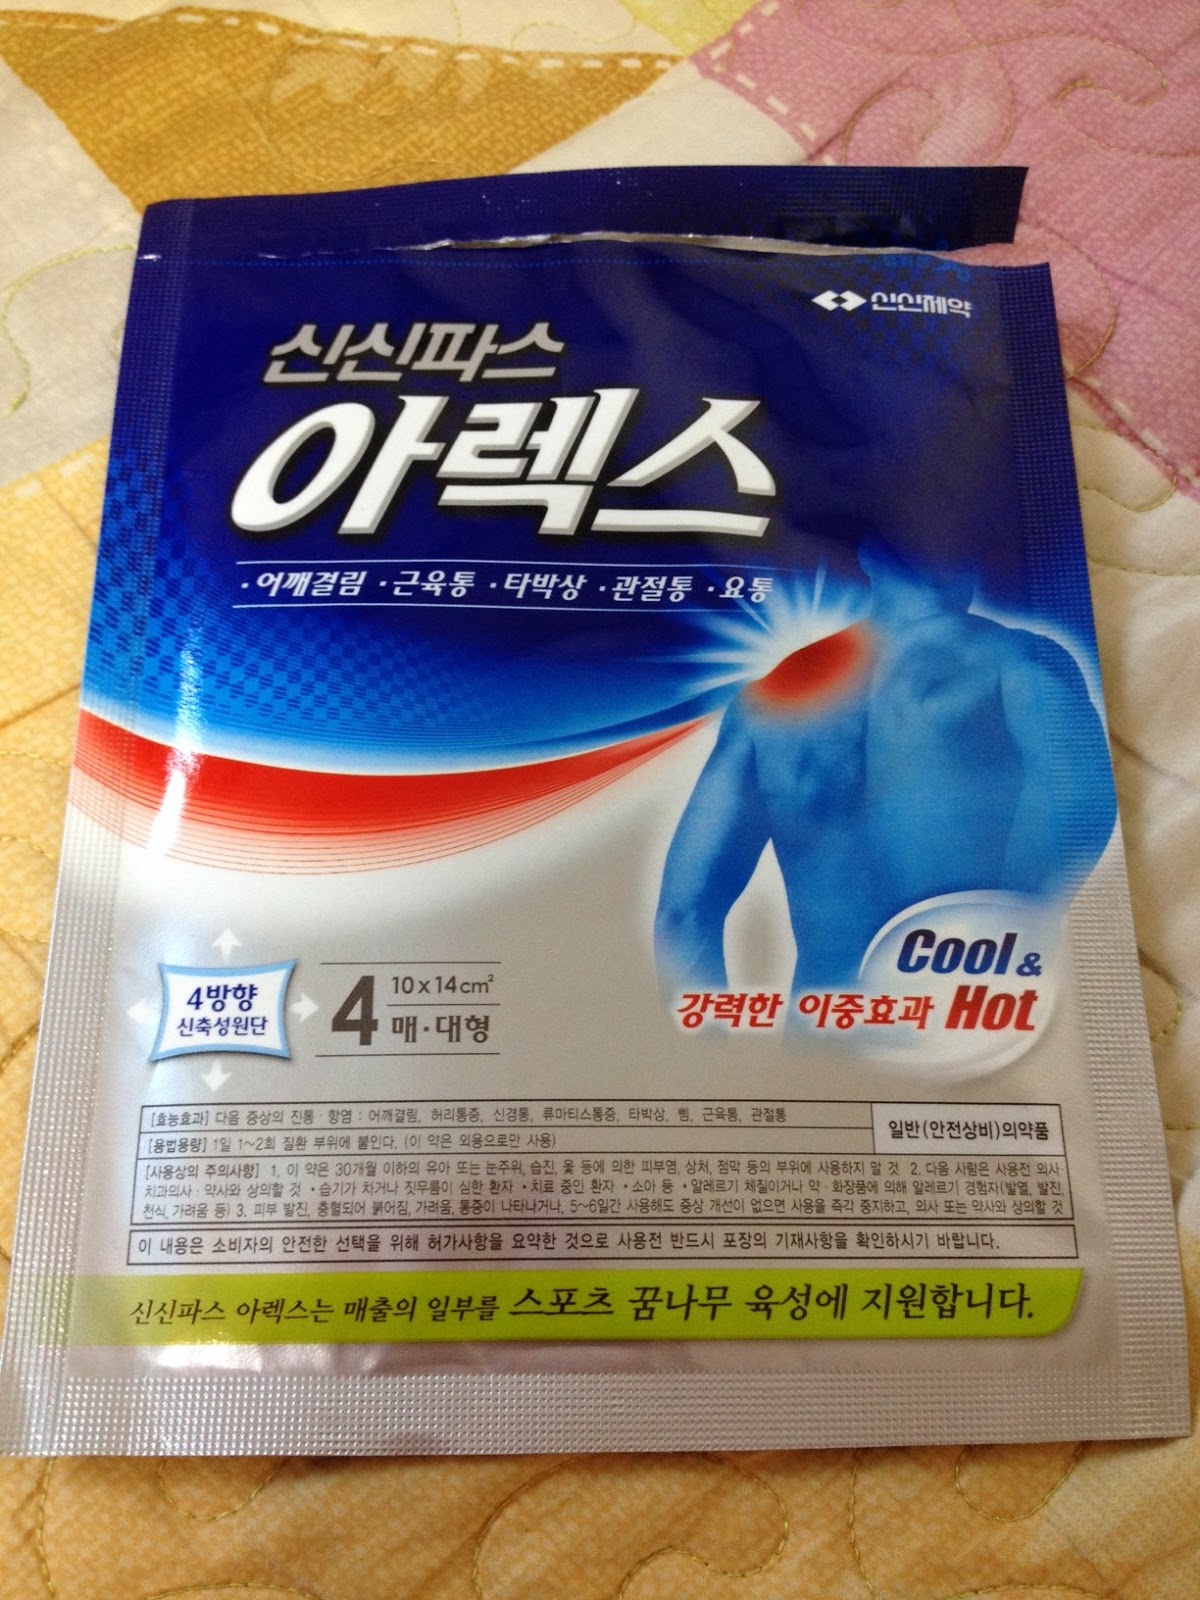 신신제약
신신파스
아렉스
·어깨결림 ·근육통 ·타박상 ·관절통 ·요통
Cool &
강력한 이중효과 Hot
4방향
신축성원단
4
10x14cm²
매·대형
[효능효과] 다음 증상의 진통·항염 : 어깨결림, 허리통증, 신경통, 류마티스통증, 타박상, 삠, 근육통, 관절통
[용법용량] 1일 1~2회 질환 부위에 붙인다. (이 약은 외용으로만 사용)
일반(안전상비)의약품
[사용상의 주의사항] 1. 이 약은 30개월 이하의 유아 또는 눈주위, 습진, 옻 등에 의한 피부염, 상처, 점막 등의 부위에 사용하지 말 것 2. 다음 사람은 사용전 의사·
치과의사·약사와 상의할 것 •습기가 차거나 짓무름이 심한 환자 •치료 중인 환자 •소아 등 •알레르기 체질이거나 약·화장품에 의해 알레르기 경험자(발열, 발진,
천식, 가려움 등) 3. 피부 발진, 충혈되어 붉어짐, 가려움, 통증이 나타나거나, 5~6일간 사용해도 증상 개선이 없으면 사용을 즉각 중지하고, 의사 또는 약사와 상의할 것
이 내용은 소비자의 안전한 선택을 위해 허가사항을 요약한 것으로 사용전 반드시 포장의 기재사항을 확인하시기 바랍니다.
신신파스 아렉스는 매출의 일부를 스포츠 꿈나무 육성에 지원합니다.